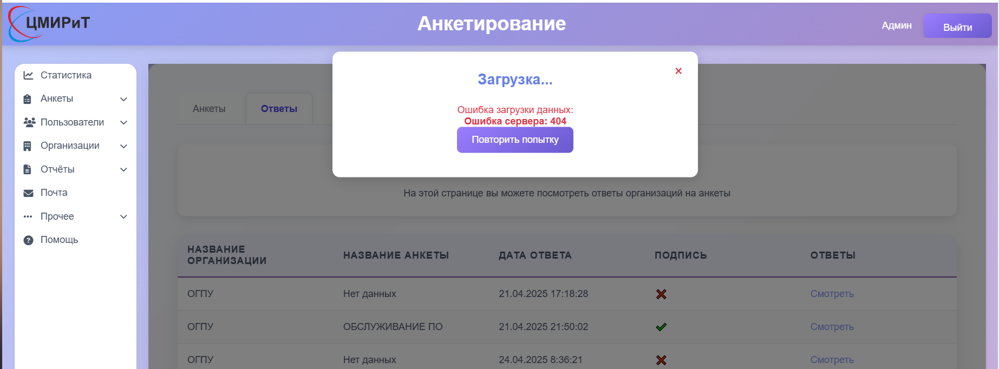 ЦМИРиТ
Анкетирование
Админ
Выйти
Статистика
Анкеты
Пользователи
Организации
Отчёты
Почта
Прочее
Помощь
Анкеты
Ответы
Загрузка...
Ошибка загрузки данных:
Ошибка сервера: 404
Повторить попытку
На этой странице вы можете посмотреть ответы организаций на анкеты
НАЗВАНИЕ
ОРГАНИЗАЦИИ
НАЗВАНИЕ АНКЕТЫ
ДАТА ОТВЕТА
ПОДПИСЬ
ОТВЕТЫ
ОГПУ
Нет данных
21.04.2025 17:18:28
Смотреть
ОГПУ
ОБСЛУЖИВАНИЕ ПО
21.04.2025 21:50:02
Смотреть
ОГПУ
Нет данных
24.04.2025 8:36:21
Смотреть